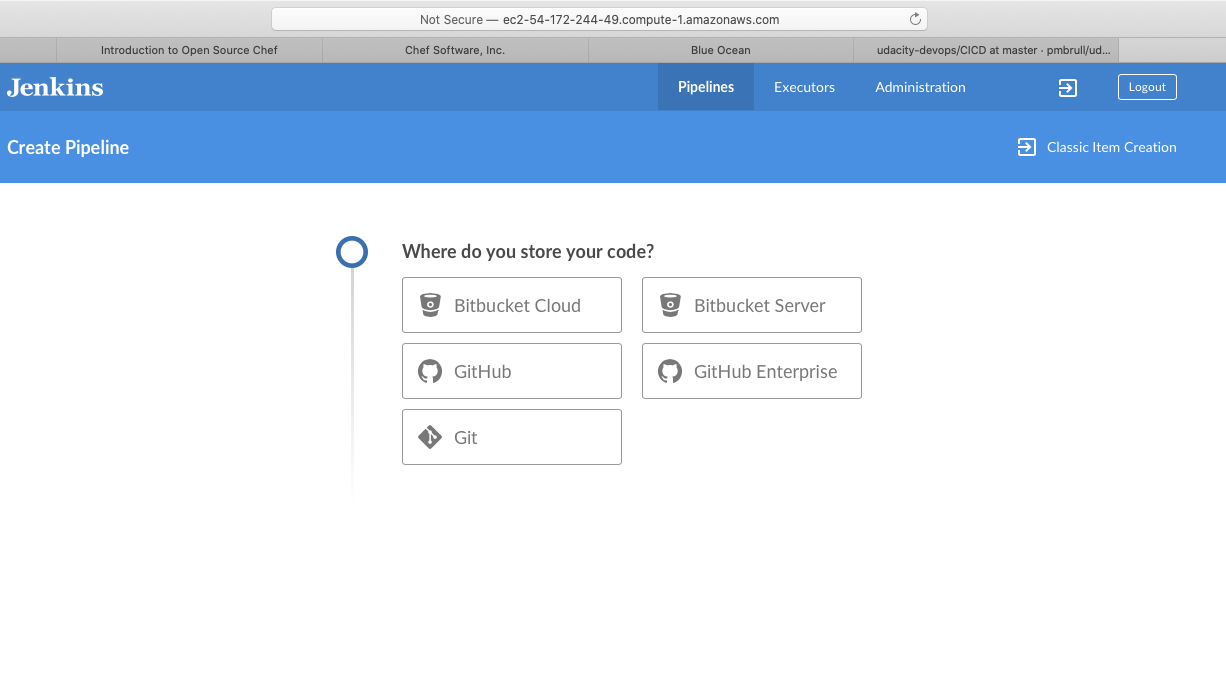 Not Secure — ec2-54-172-244-49.compute-1.amazonaws.com
Introduction to Open Source Chef
Chef Software, Inc.
Blue Ocean
udacity-devops/CICD at master · pmbrull/ud...
Jenkins
Pipelines
Executors
Administration
Logout
Create Pipeline
Classic Item Creation
Where do you store your code?
Bitbucket Cloud
Bitbucket Server
GitHub
GitHub Enterprise
Git